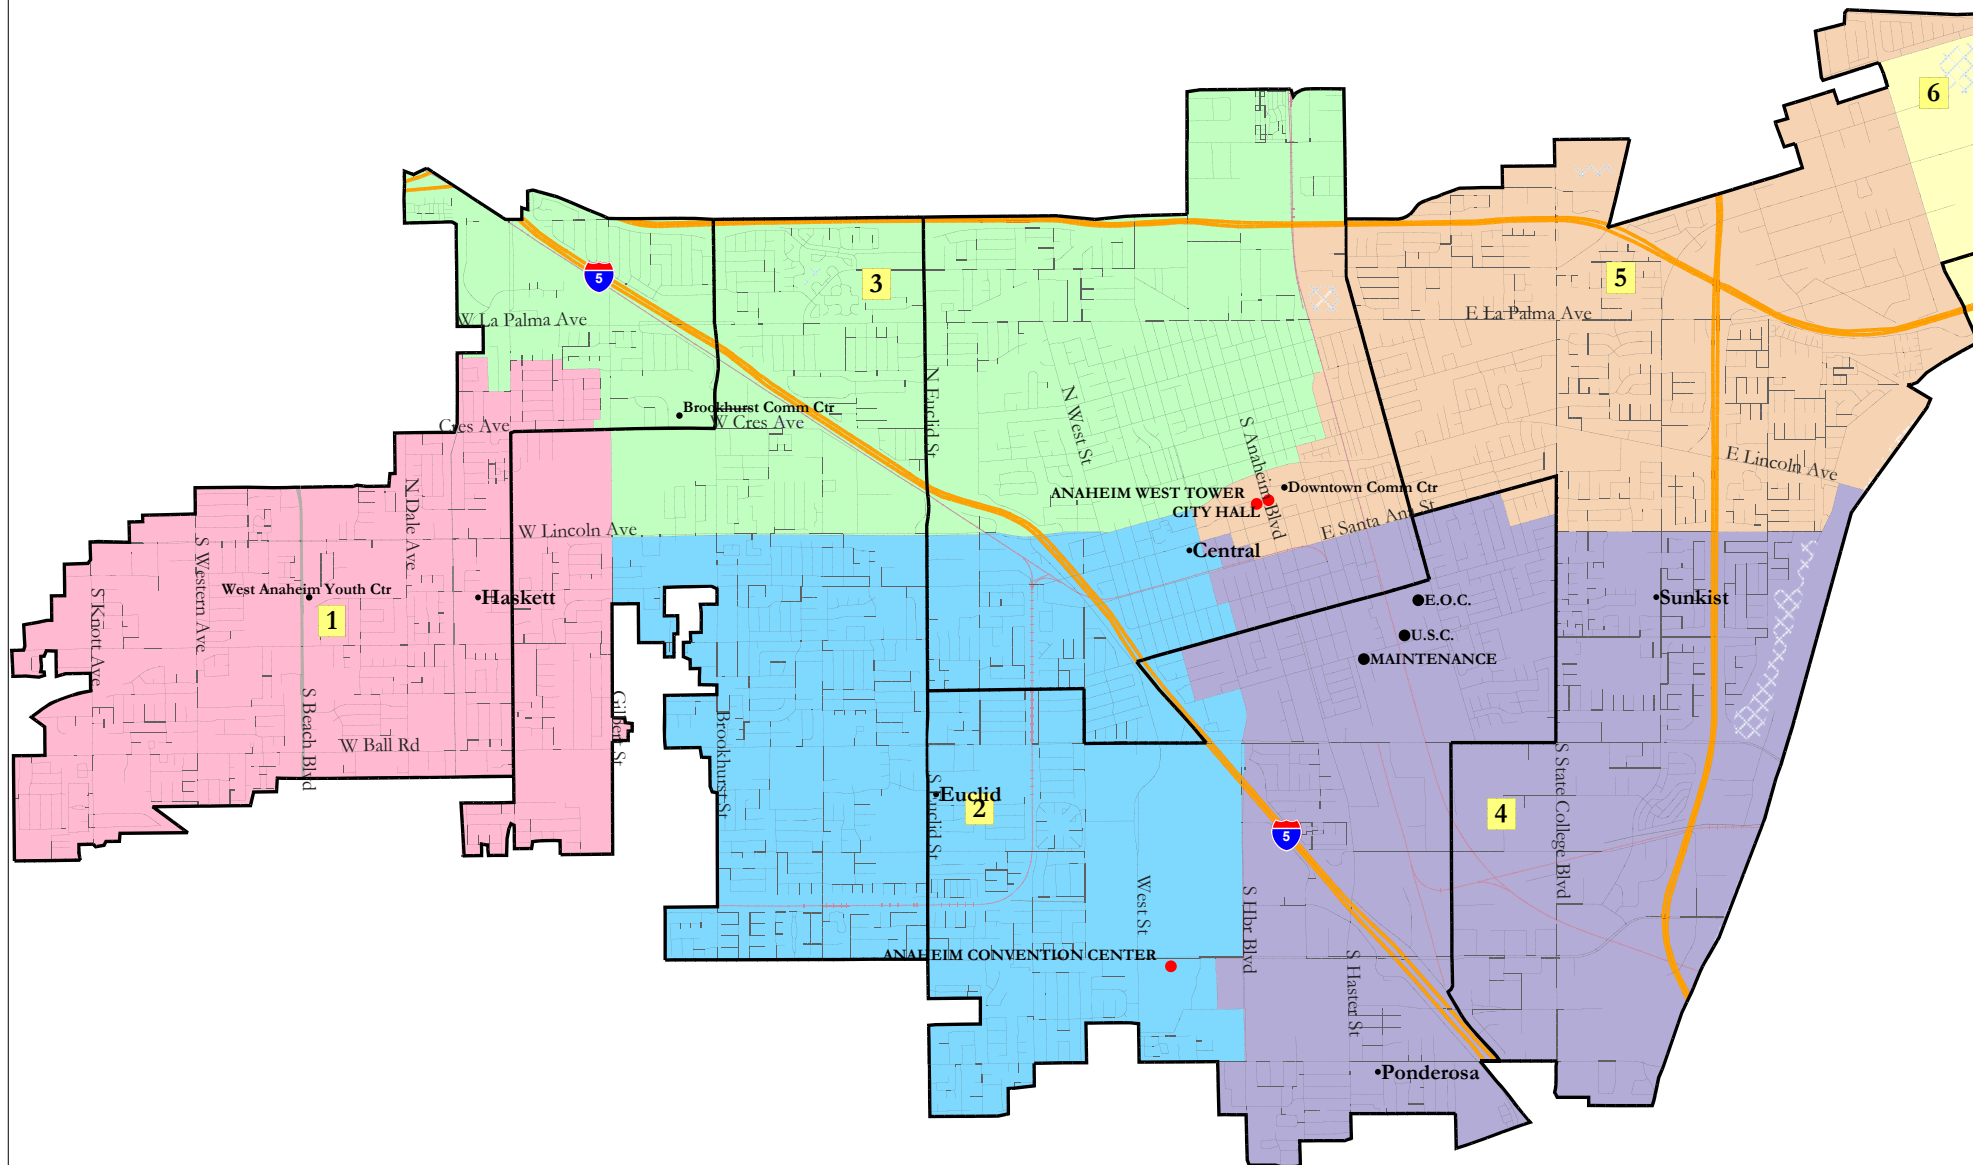 6
5
5
3
W La Palma Ave
E La Palma Ave
N Euclid St
N West St
Brookhurst Comm Ctr
W Cres Ave
Cres Ave
S Anaheim Blvd
E Lincoln Ave
N Dale Ave
ANAHEIM WEST TOWER
Downtown Comm Ctr
CITY HALL
E Santa Ana St
W Lincoln Ave
S Western Ave
Central
West Anaheim Youth Ctr
Haskett
E.O.C.
Sunkist
S Knott Ave
1
U.S.C.
MAINTENANCE
S Beach Blvd
Gilbert St
Brookhurst St
W Ball Rd
S State College Blvd
S Euclid St
Euclid
2
4
5
West St
S Hbr Blvd
ANAHEIM CONVENTION CENTER
S Haster St
Ponderosa